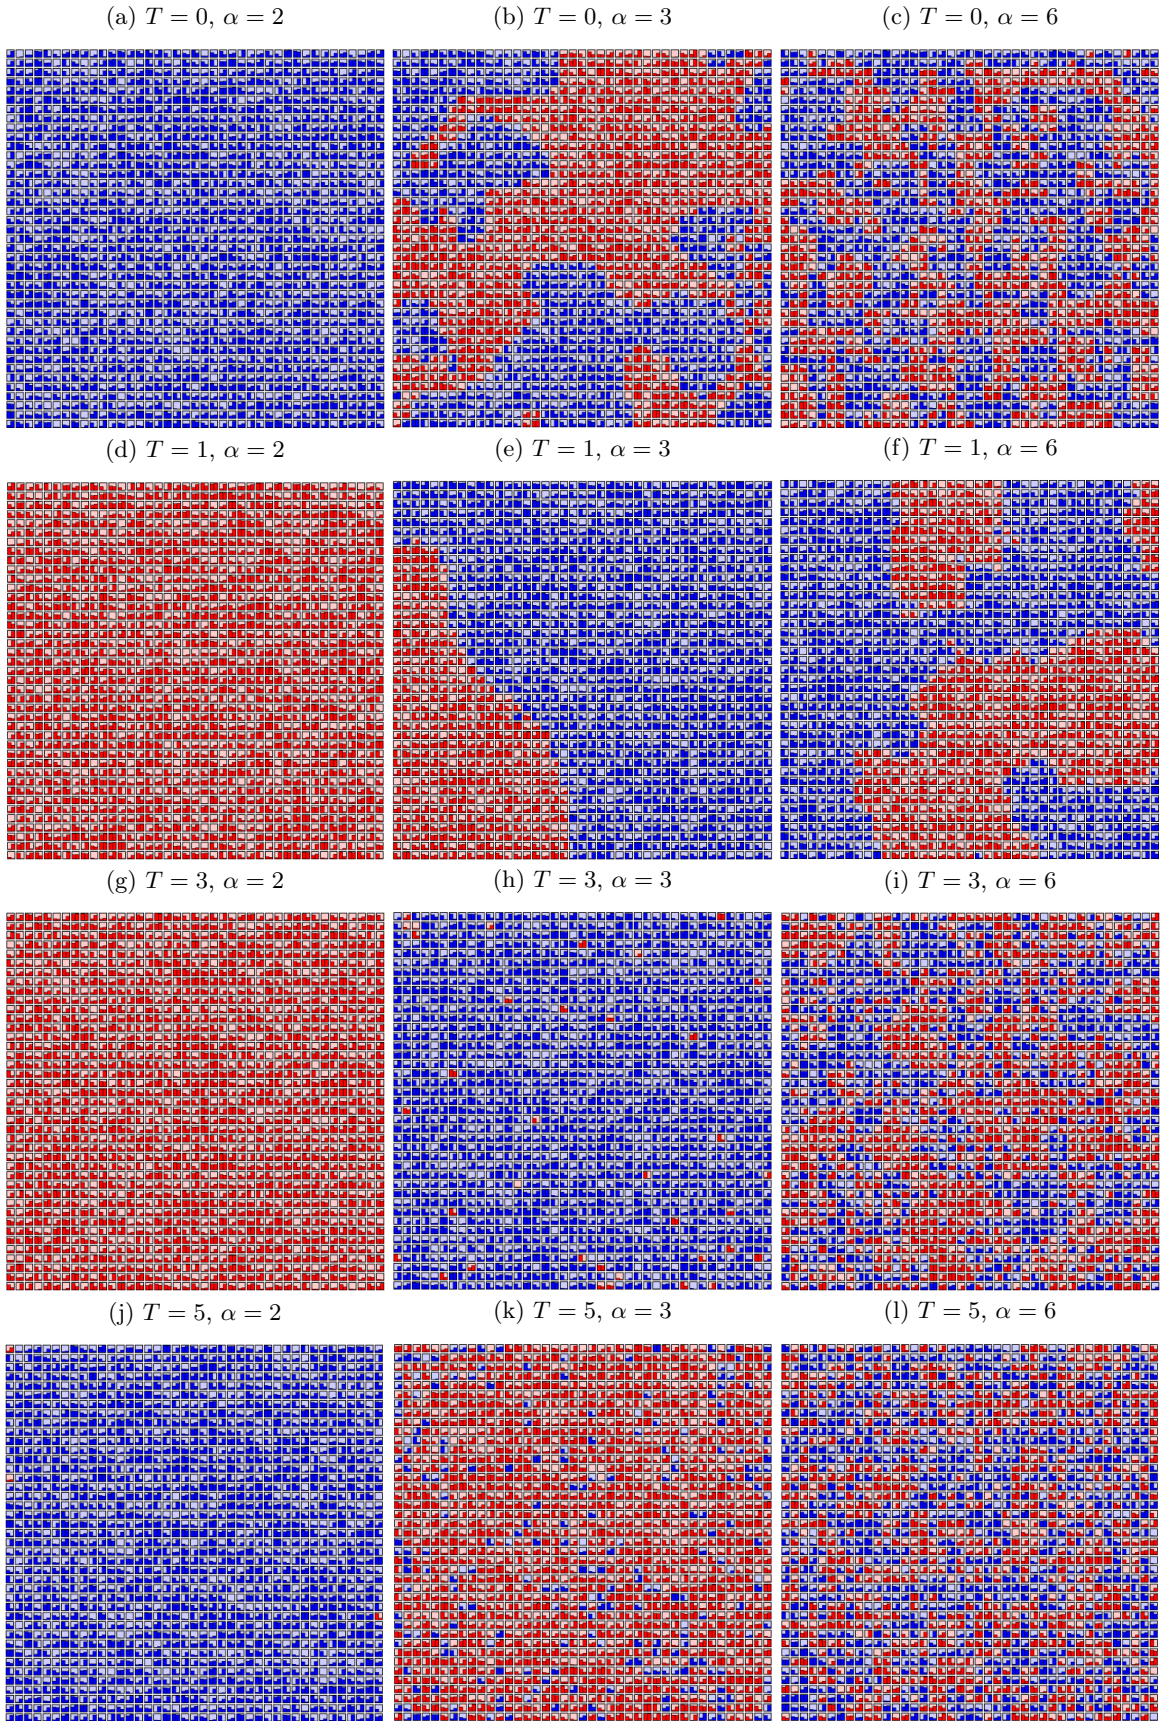 (a) T = 0, α = 2
(b) T = 0, α = 3
(c) T = 0, α = 6
(d) T = 1, α = 2
(e) T = 1, α = 3
(f) T = 1, α = 6
(g) T = 3, α = 2
(h) T = 3, α = 3
(i) T = 3, α = 6
(j) T = 5, α = 2
(k) T = 5, α = 3
(l) T = 5, α = 6